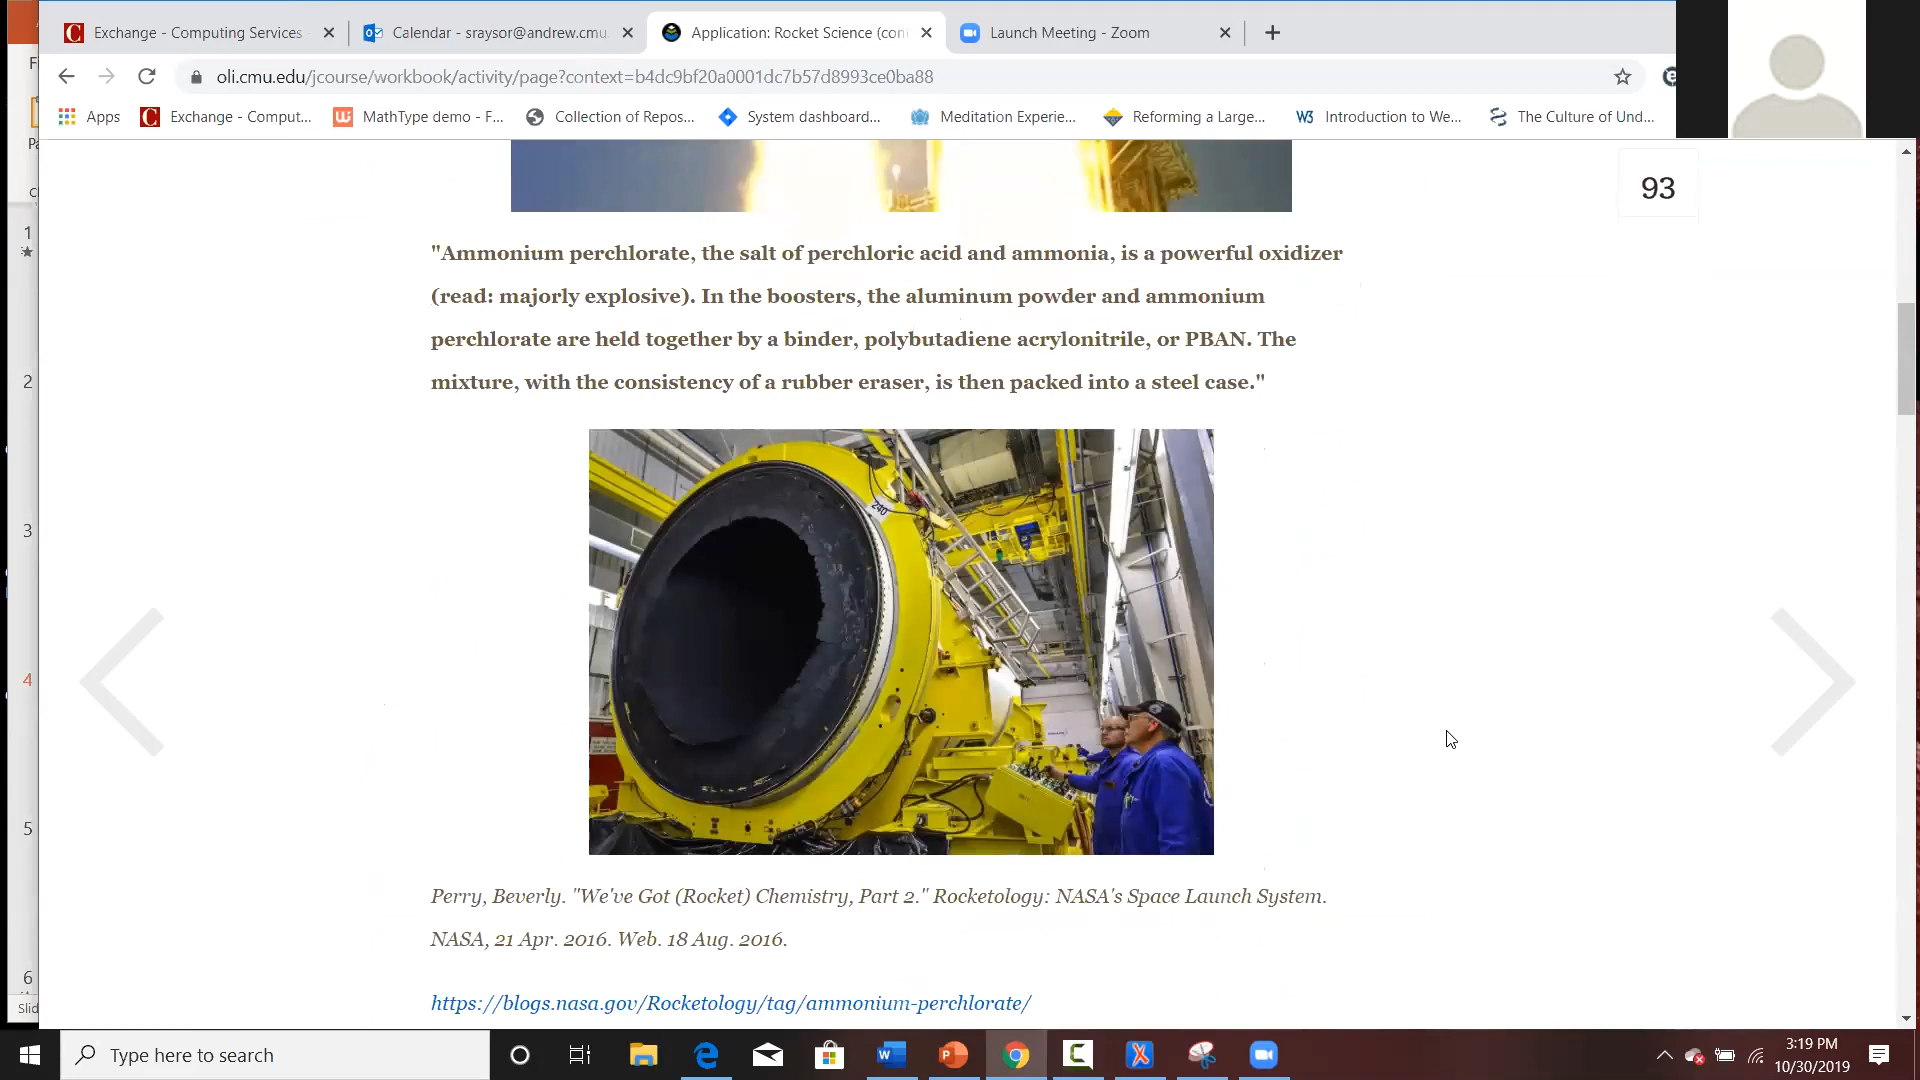 Exchange - Computing Services
Calendar - sraysor@andrew.cmu.
Application: Rocket Science (con
Launch Meeting - Zoom
oli.cmu.edu/jcourse/workbook/activity/page?context=b4dc9bf20a0001dc7b57d8993ce0ba88
Apps
Exchange - Comput...
MathType demo - F...
Collection of Repos...
System dashboard...
Meditation Experie...
Reforming a Large...
W3 Introduction to We...
The Culture of Und...
93
"Ammonium perchlorate, the salt of perchloric acid and ammonia, is a powerful oxidizer
(read: majorly explosive). In the boosters, the aluminum powder and ammonium
perchlorate are held together by a binder, polybutadiene acrylonitrile, or PBAN. The
mixture, with the consistency of a rubber eraser, is then packed into a steel case."
240
Perry, Beverly. "We've Got (Rocket) Chemistry, Part 2." Rocketology: NASA's Space Launch System.
NASA, 21 Apr. 2016. Web. 18 Aug. 2016.
https://blogs.nasa.gov/Rocketology/tag/ammonium-perchlorate/
1
2
3
4
5
6
Slid
Type here to search
3:19 PM
10/30/2019